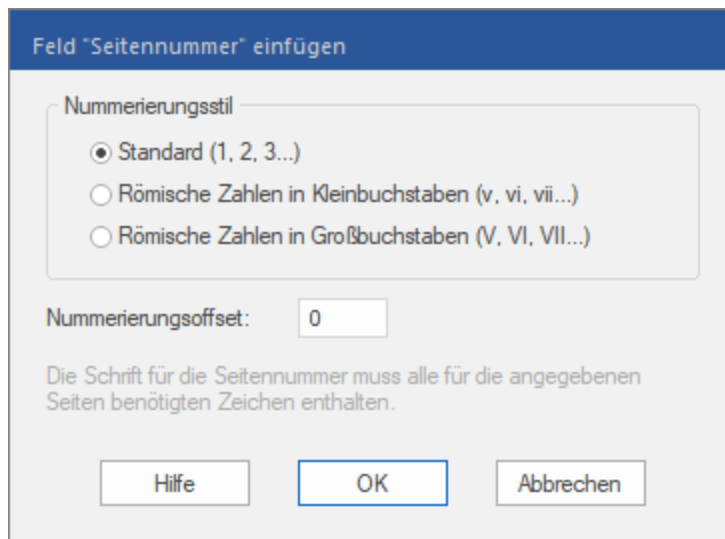 Feld "Seitennummer" einfügen
Nummerierungsstil
Standard (1, 2, 3...)
Römische Zahlen in Kleinbuchstaben (v, vi, vii...)
Römische Zahlen in Großbuchstaben (V, VI, VII...)
Nummerierungsoffset: 0
Die Schrift für die Seitennummer muss alle für die angegebenen
Seiten benötigten Zeichen enthalten.
Hilfe OK Abbrechen